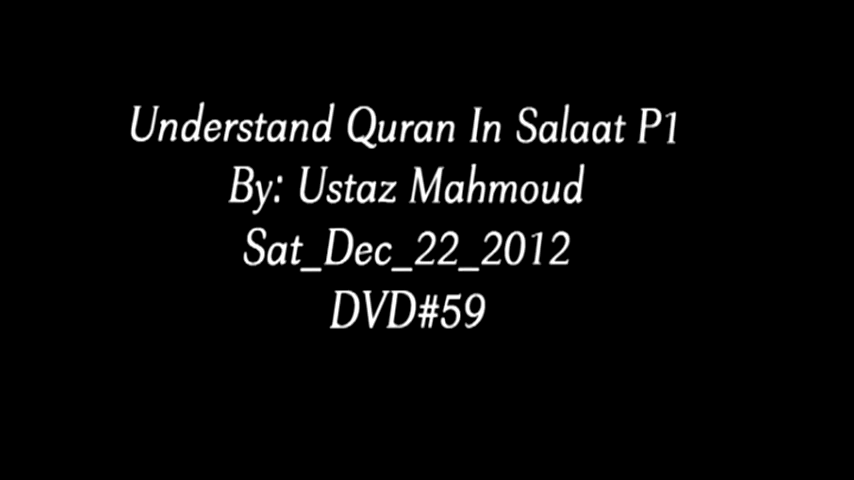 Understand Quran In Salaat P1
By: Ustaz Mahmoud
Sat_Dec_22_2012
DVD#59